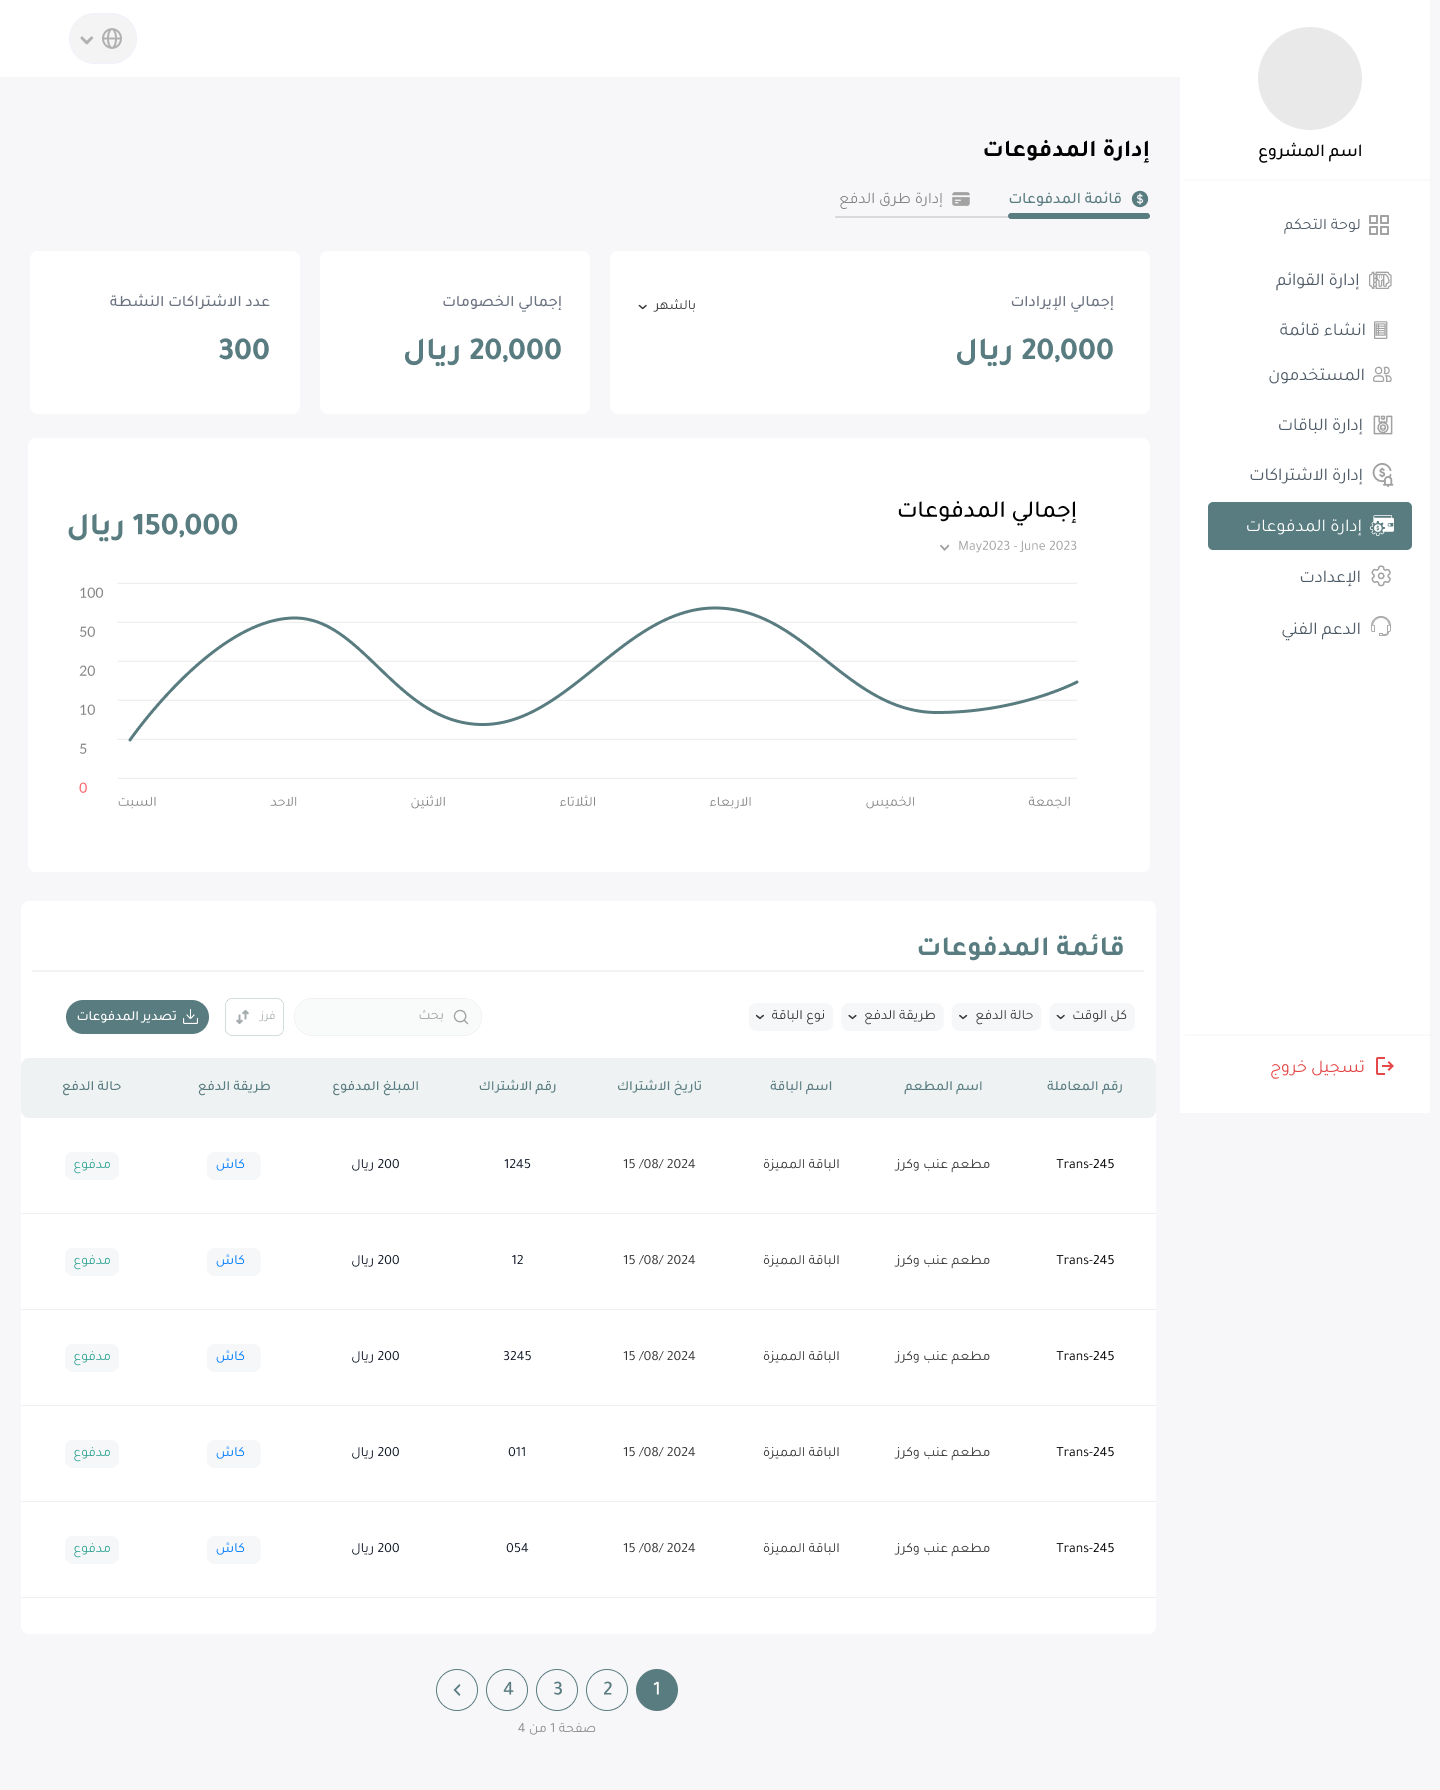 اسم المشروع
لوحة التحكم
إدارة القوائم
انشاء قائمة
المستخدمون
إدارة الباقات
إدارة الاشتراكات
إدارة المدفوعات
الإعدادت
الدعم الفني
تسجيل خروج
إدارة المدفوعات
قائمة المدفوعات إدارة طرق الدفع
إجمالي الإيرادات بالشهر
20,000 ريال
إجمالي الخصومات
20,000 ريال
عدد الاشتراكات النشطة
300
إجمالي المدفوعات
May2023 - June 2023
150,000 ريال
100
50
20
10
5
0
السبت الاحد الاثنين الثلاثاء الاربعاء الخميس الجمعة
قائمة المدفوعات
كل الوقت حالة الدفع طريقة الدفع نوع الباقة بحث فرز تصدير المدفوعات
رقم المعاملة اسم المطعم اسم الباقة تاريخ الاشتراك رقم الاشتراك المبلغ المدفوع طريقة الدفع حالة الدفع
Trans-245 مطعم عنب وكرز الباقة المميزة 15 /08/ 2024 1245 200 ريال كاش مدفوع
Trans-245 مطعم عنب وكرز الباقة المميزة 15 /08/ 2024 12 200 ريال كاش مدفوع
Trans-245 مطعم عنب وكرز الباقة المميزة 15 /08/ 2024 3245 200 ريال كاش مدفوع
Trans-245 مطعم عنب وكرز الباقة المميزة 15 /08/ 2024 011 200 ريال كاش مدفوع
Trans-245 مطعم عنب وكرز الباقة المميزة 15 /08/ 2024 054 200 ريال كاش مدفوع
1 2 3 4
صفحة 1 من 4